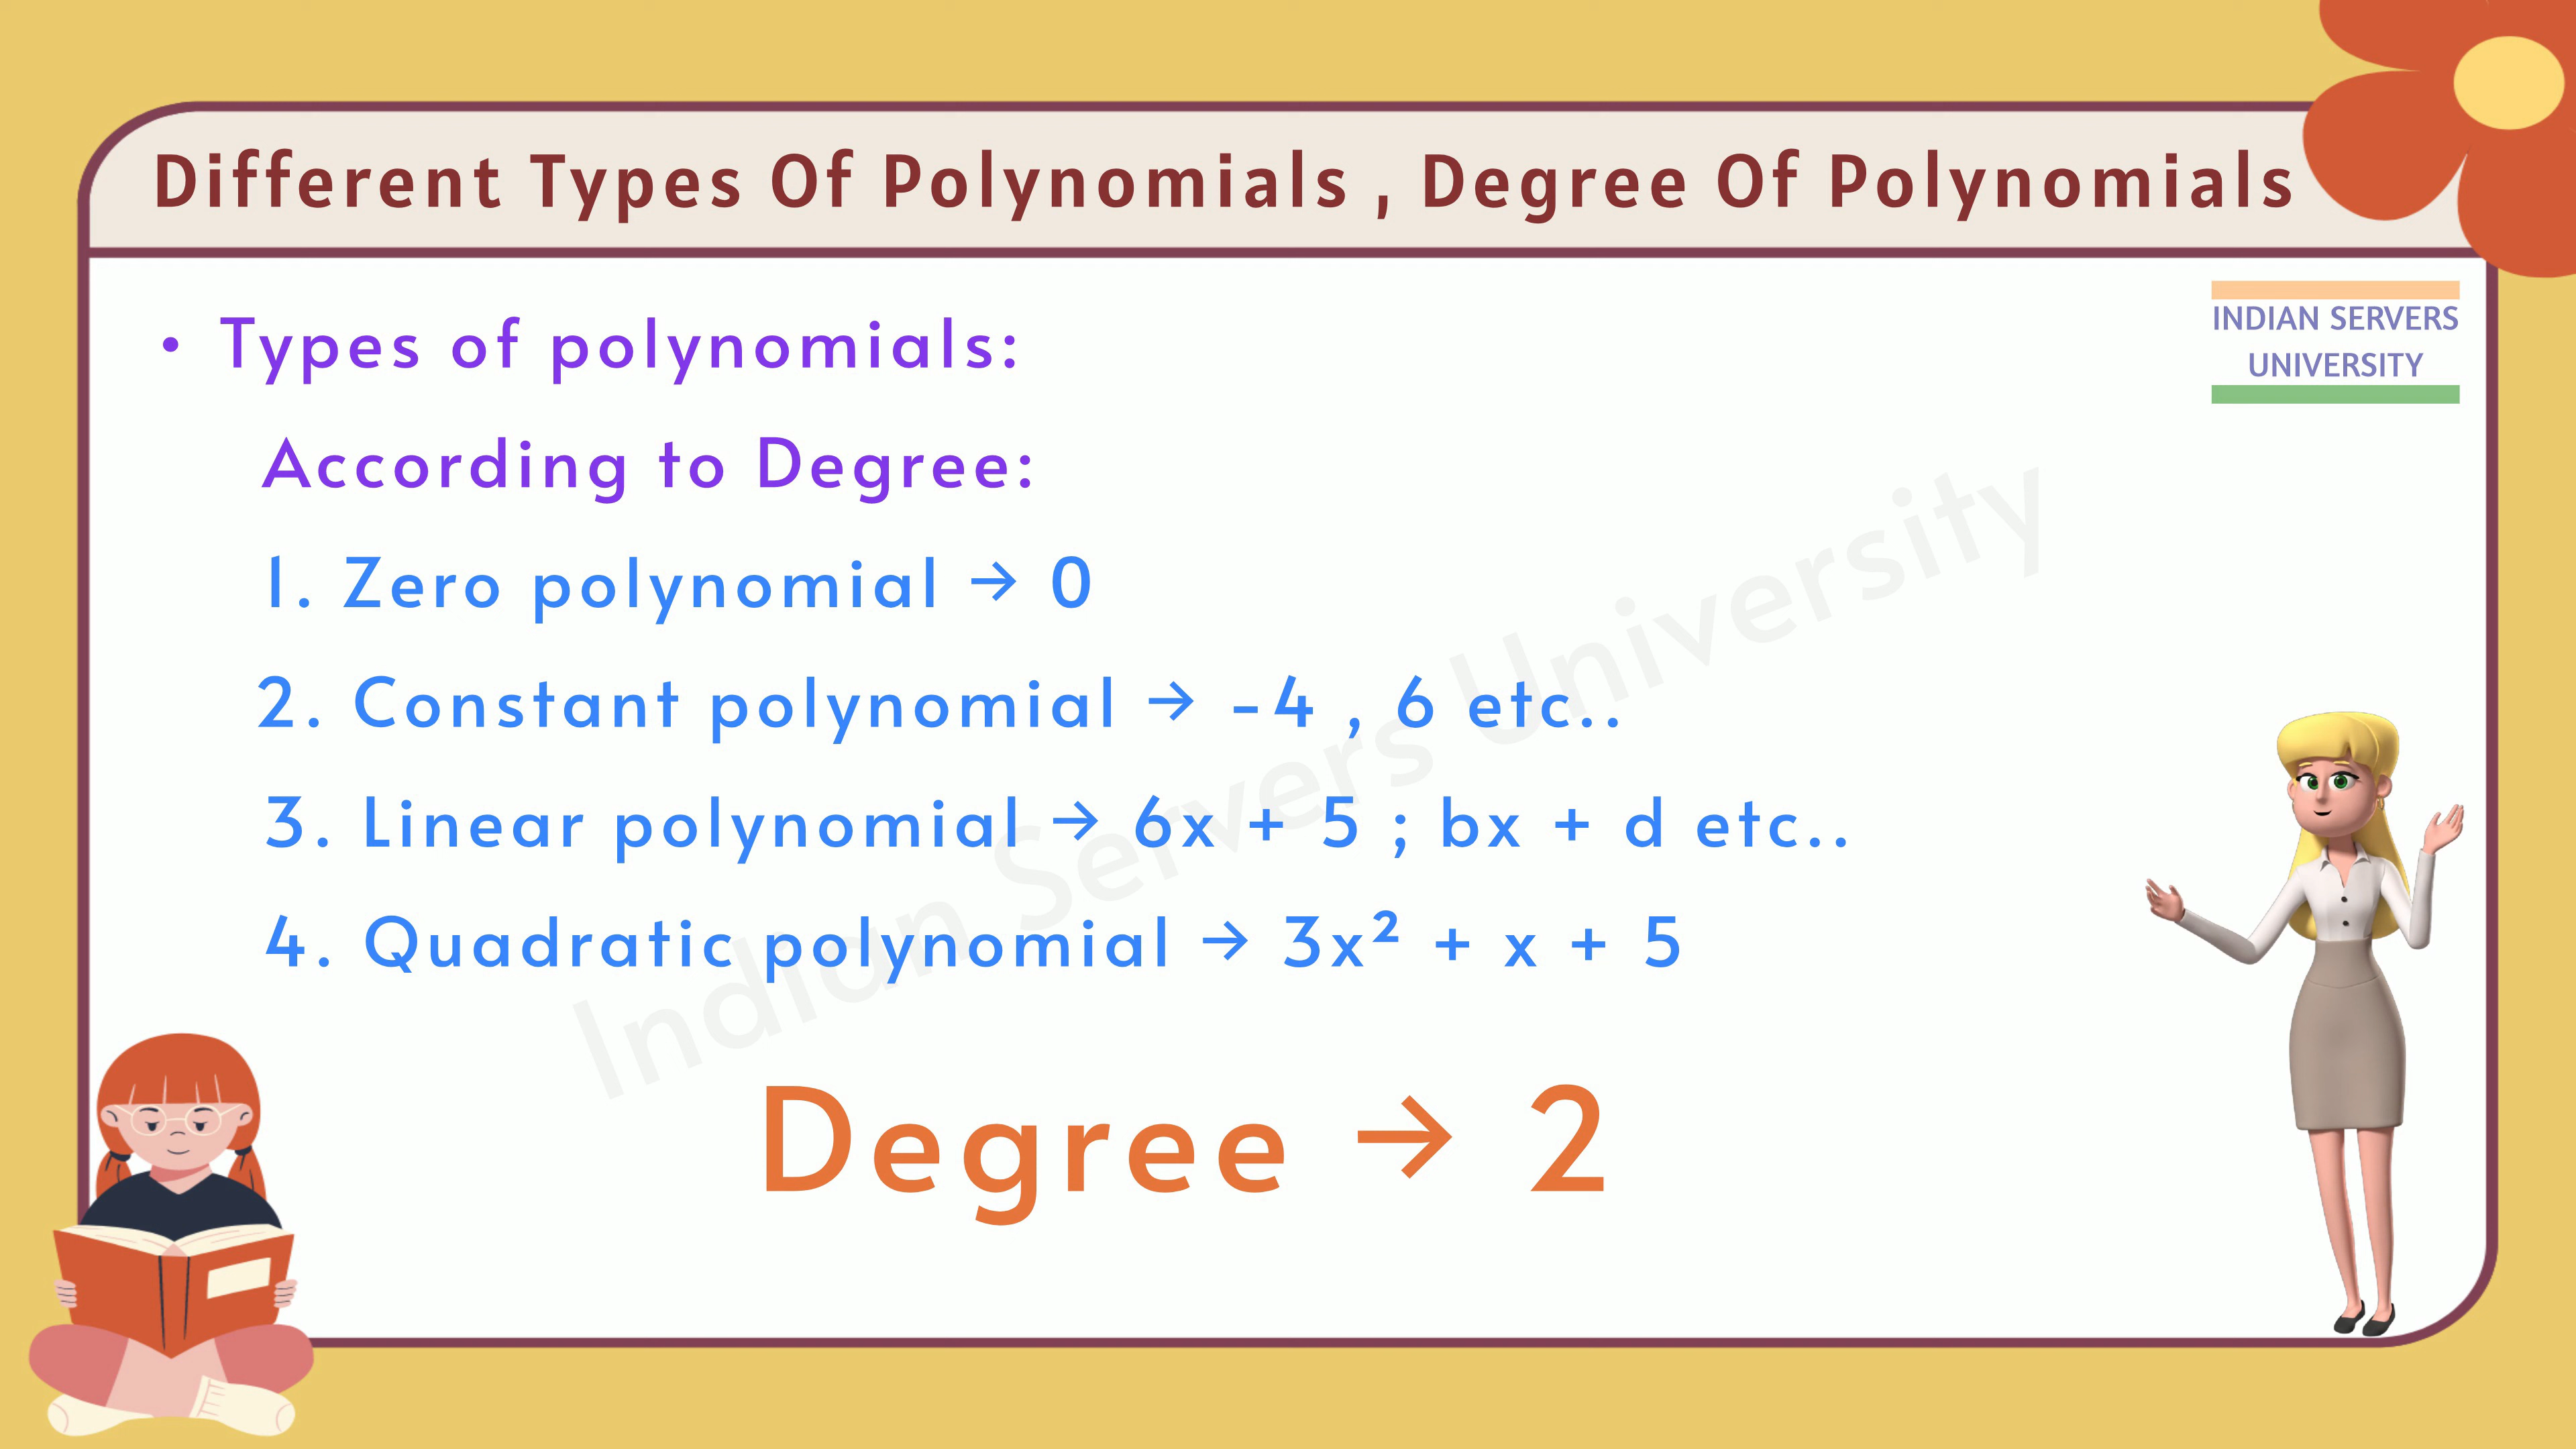 Different Types Of Polynomials , Degree Of Polynomials
INDIAN SERVERS
UNIVERSITY
• Types of polynomials:
According to Degree:
1. Zero polynomial → 0
2. Constant polynomial → -4 , 6 etc..
3. Linear polynomial → 6x + 5 ; bx + d etc..
4. Quadratic polynomial → 3x² + x + 5
Degree → 2
Indian Servers University